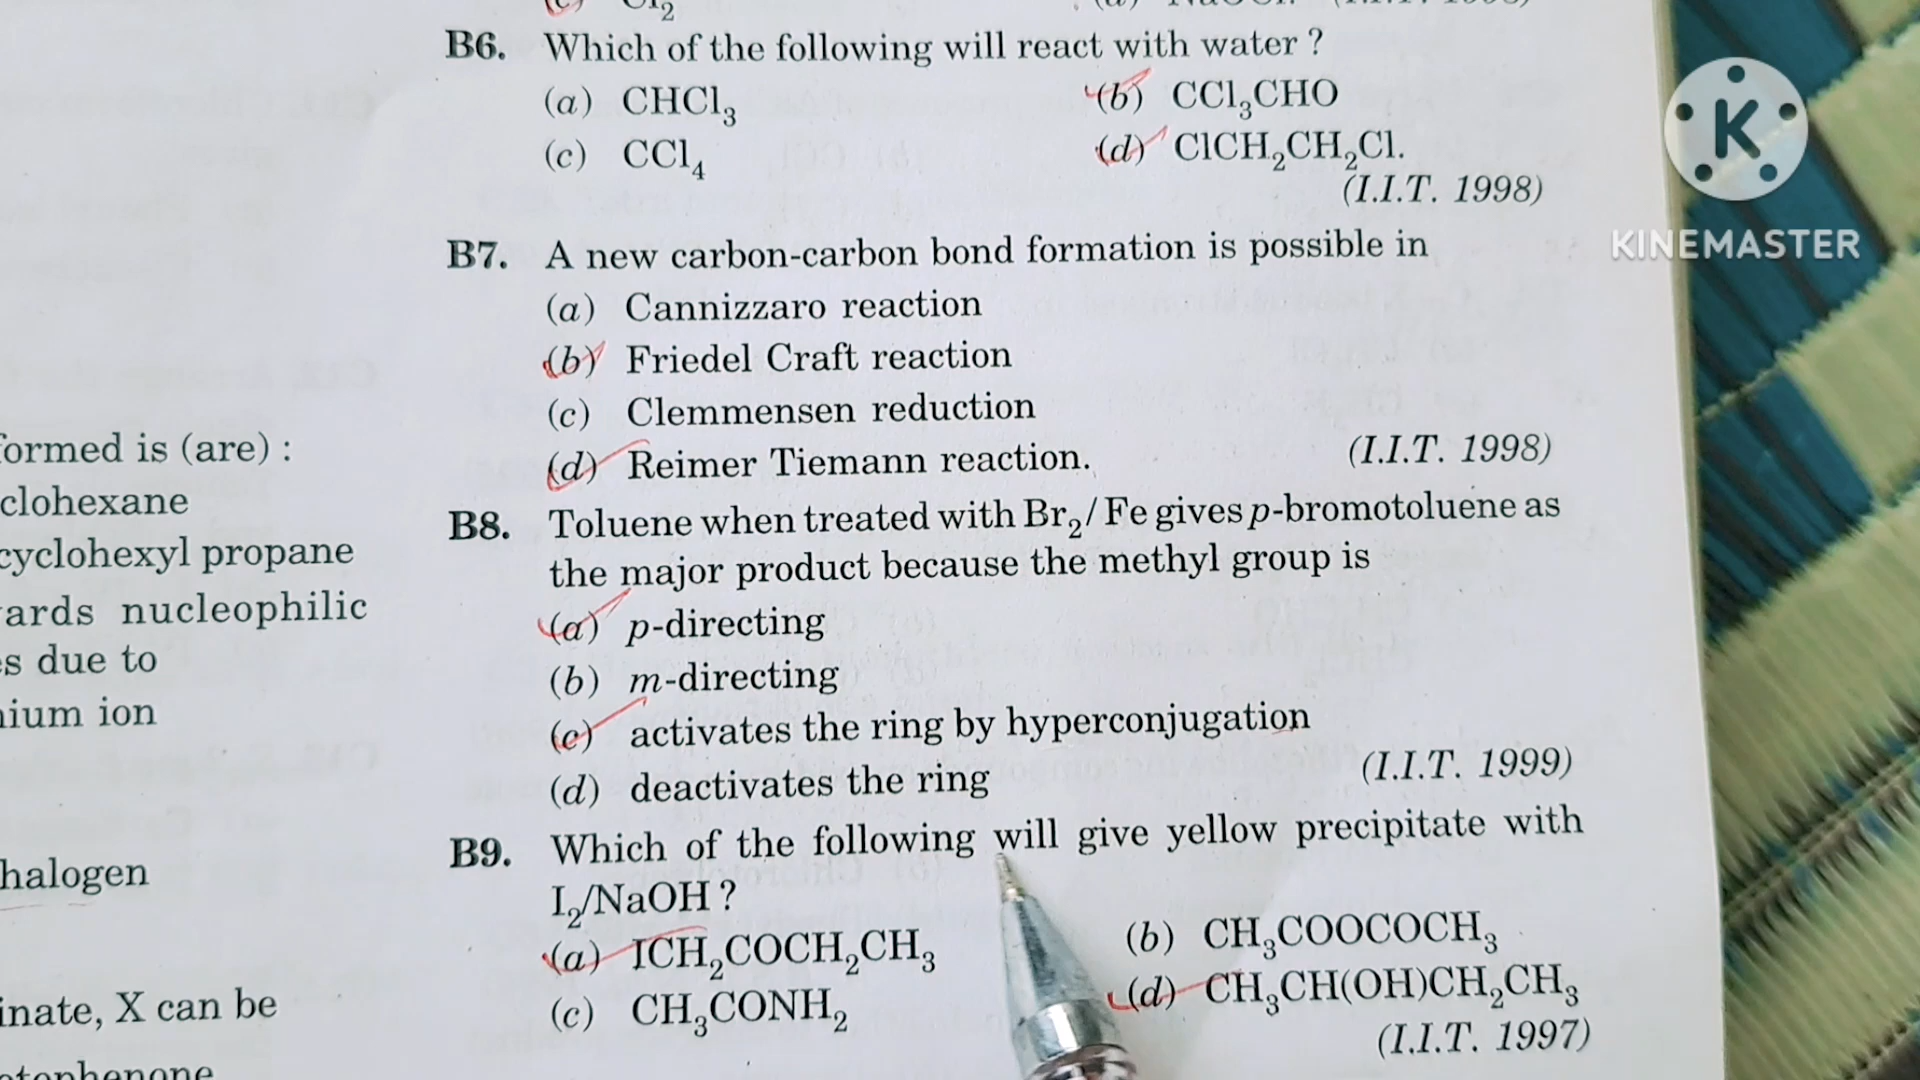 Cl2
B6. Which of the following will react with water ?
(a) CHCl3 (b) CCl3CHO
(c) CCl4 (d) ClCH2CH2Cl.
(I.I.T. 1998)
B7. A new carbon-carbon bond formation is possible in
(a) Cannizzaro reaction
(b) Friedel Craft reaction
(c) Clemmensen reduction
(d) Reimer Tiemann reaction. (I.I.T. 1998)
B8. Toluene when treated with Br2/ Fe gives p-bromotoluene as
the major product because the methyl group is
(a) p-directing
(b) m-directing
(c) activates the ring by hyperconjugation
(d) deactivates the ring (I.I.T. 1999)
B9. Which of the following will give yellow precipitate with
I2/NaOH ?
(a) ICH2COCH2CH3 (b) CH3COOCOCH3
(c) CH3CONH2 (d) CH3CH(OH)CH2CH3
(I.I.T. 1997)
formed is (are) :
clohexane
cyclohexyl propane
ards nucleophilic
s due to
nium ion
halogen
inate, X can be
tophenone
K
KINEMASTER